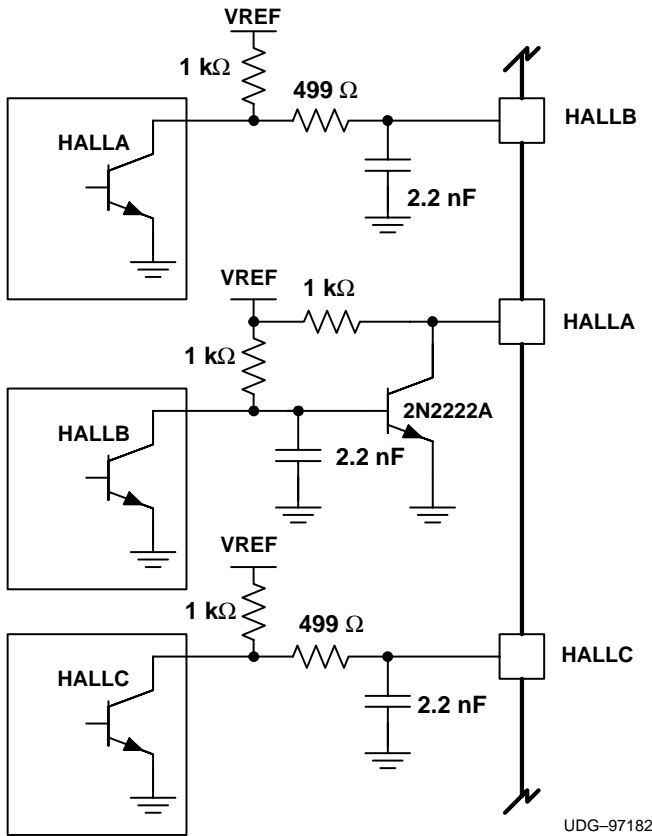 VREF
1 kΩ
499 Ω
HALLB
HALLA
2.2 nF
VREF
1 kΩ
HALLA
1 kΩ
2N2222A
HALLB
2.2 nF
VREF
1 kΩ
499 Ω
HALLC
HALLC
2.2 nF
UDG–97182